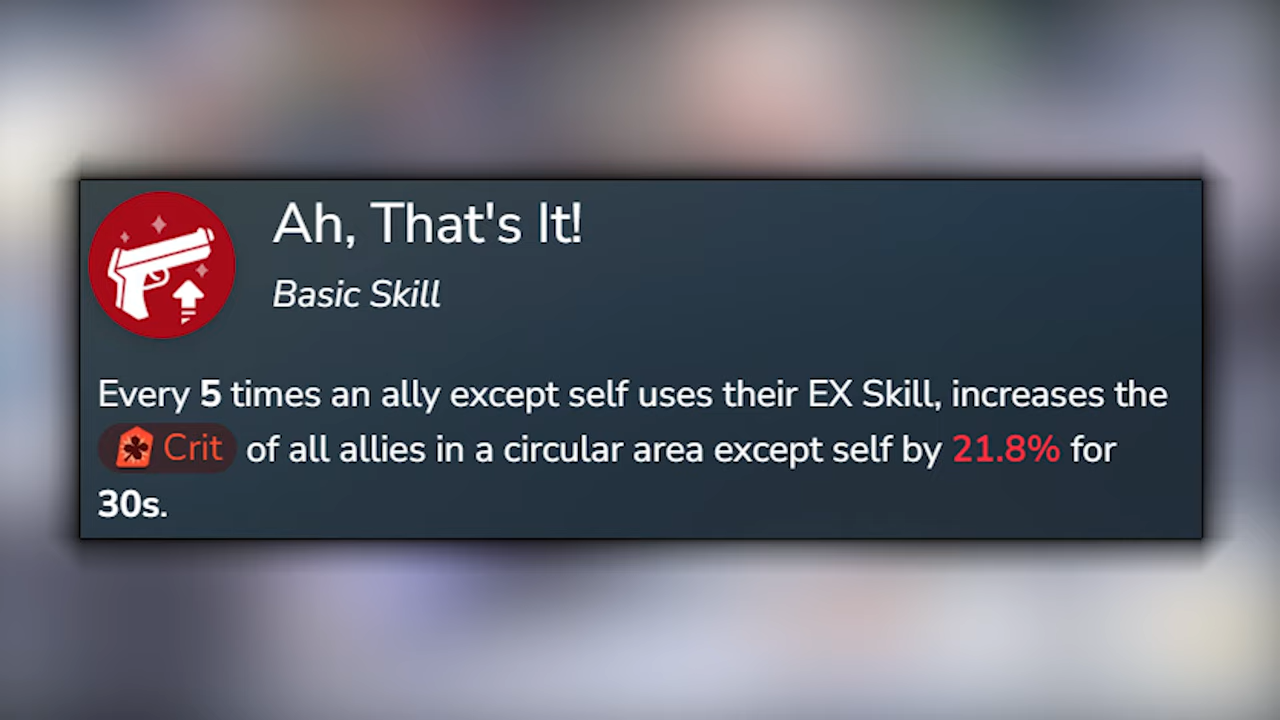 Ah, That's It!
Basic Skill
Every 5 times an ally except self uses their EX Skill, increases the
Crit of all allies in a circular area except self by 21.8% for
30s.